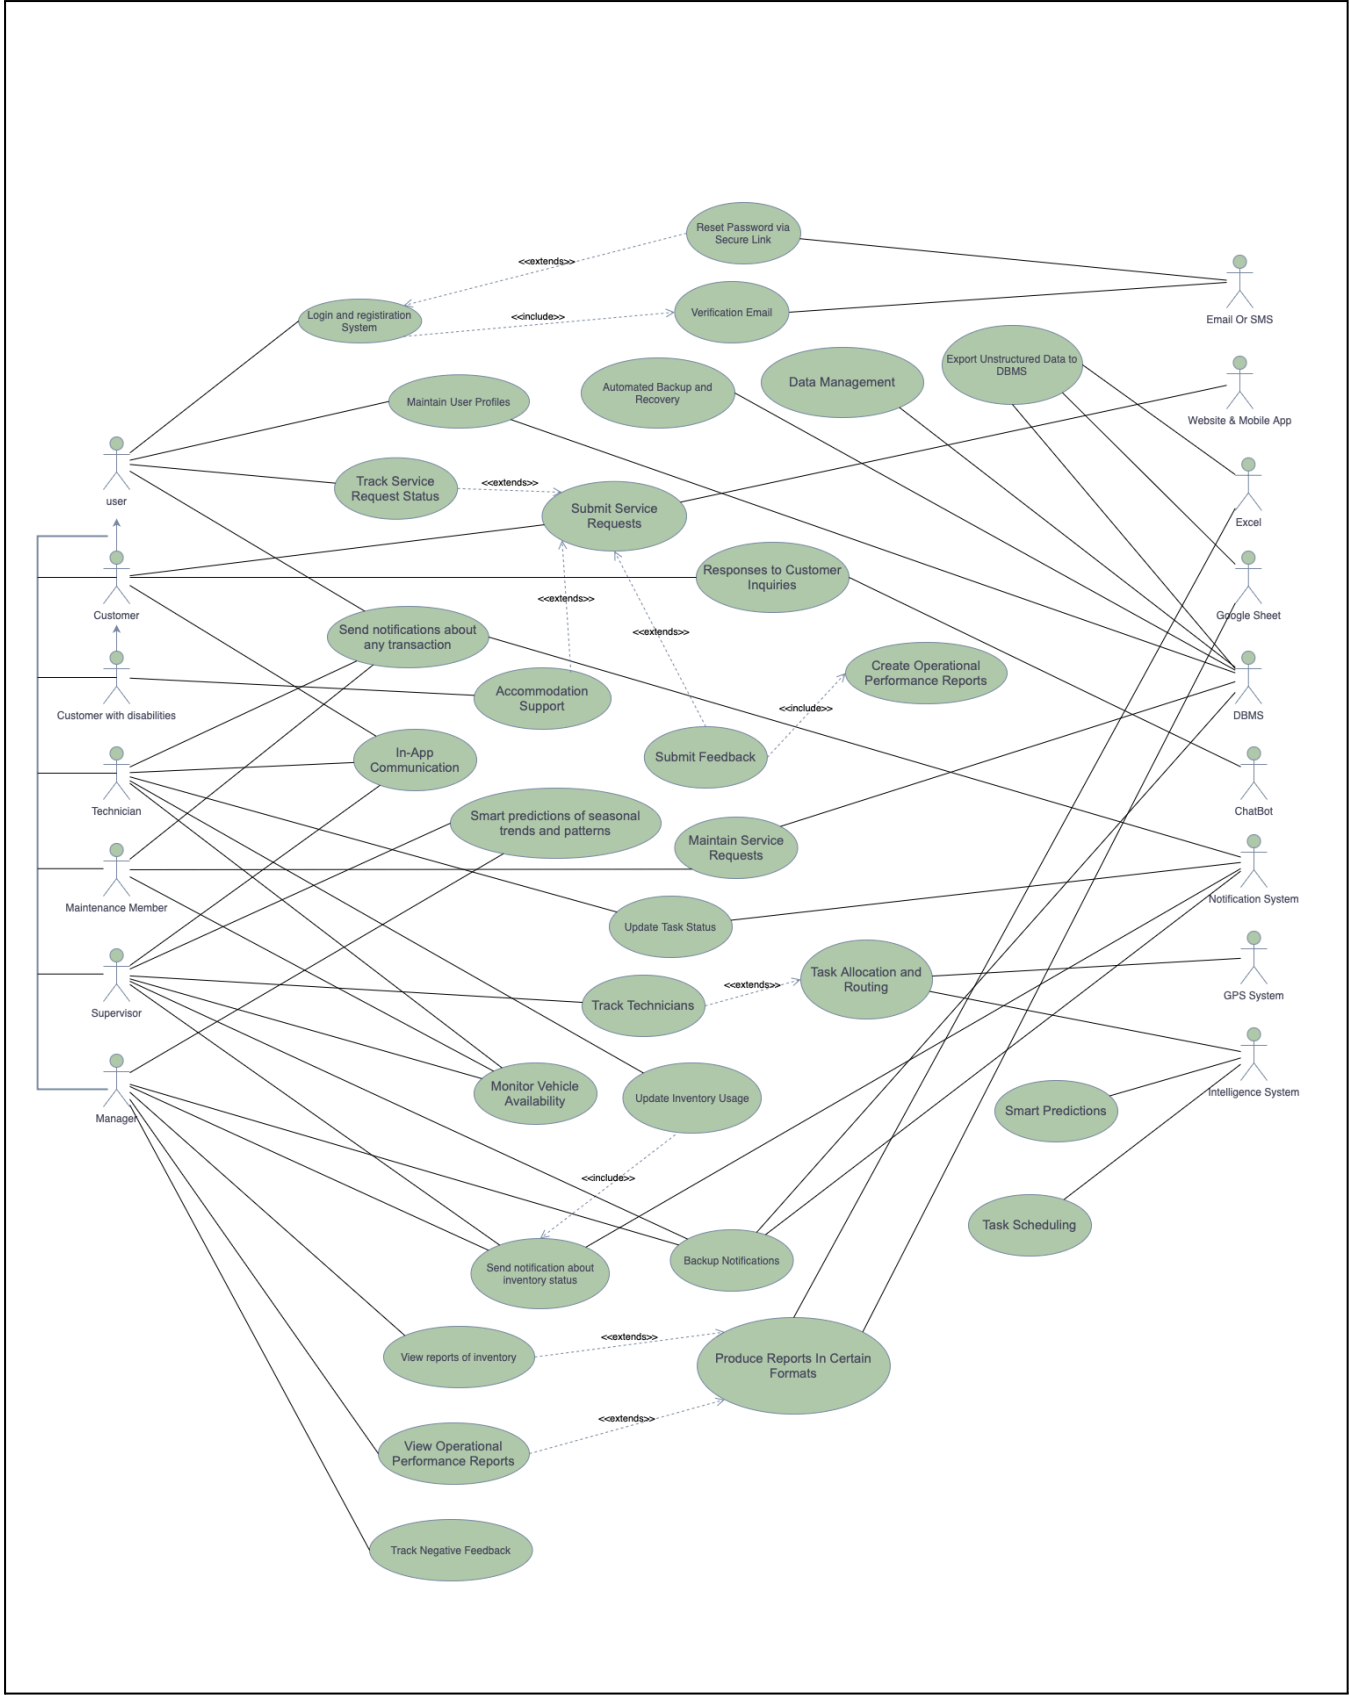 Reset Password via
Secure Link
<<extends>>
Login and registiration
System
<<include>>
Verification Email
Email Or SMS
Automated Backup and
Recovery
Data Management
Export Unstructured Data to
DBMS
Maintain User Profiles
Website & Mobile App
user
Track Service
Request Status
<<extends>>
Submit Service
Requests
Excel
Customer
Responses to Customer
Inquiries
<<extends>>
Google Sheet
Send notifications about
any transaction
<<extends>>
Customer with disabilities
Accommodation
Support
Create Operational
Performance Reports
<<include>>
DBMS
In-App
Communication
Submit Feedback
Technician
ChatBot
Smart predictions of seasonal
trends and patterns
Maintain Service
Requests
Maintenance Member
Notification System
Update Task Status
Supervisor
Track Technicians
<<extends>>
Task Allocation and
Routing
GPS System
Manager
Monitor Vehicle
Availability
Update Inventory Usage
Smart Predictions
Intelligence System
<<include>>
Task Scheduling
Send notification about
inventory status
Backup Notifications
View reports of inventory
<<extends>>
Produce Reports In Certain
Formats
<<extends>>
View Operational
Performance Reports
Track Negative Feedback